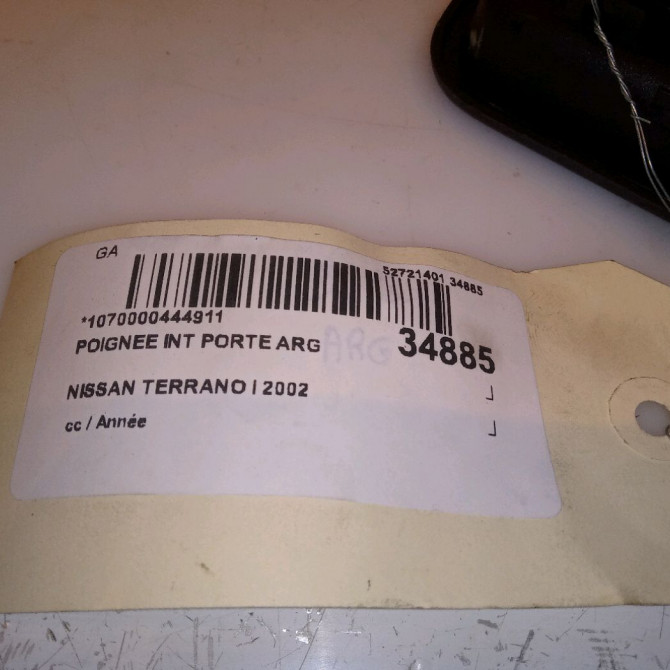 GA
52721401 34885
*1070000444911
POIGNEE INT PORTE ARG ARG 34885
NISSAN TERRANO I 2002
cc / Année